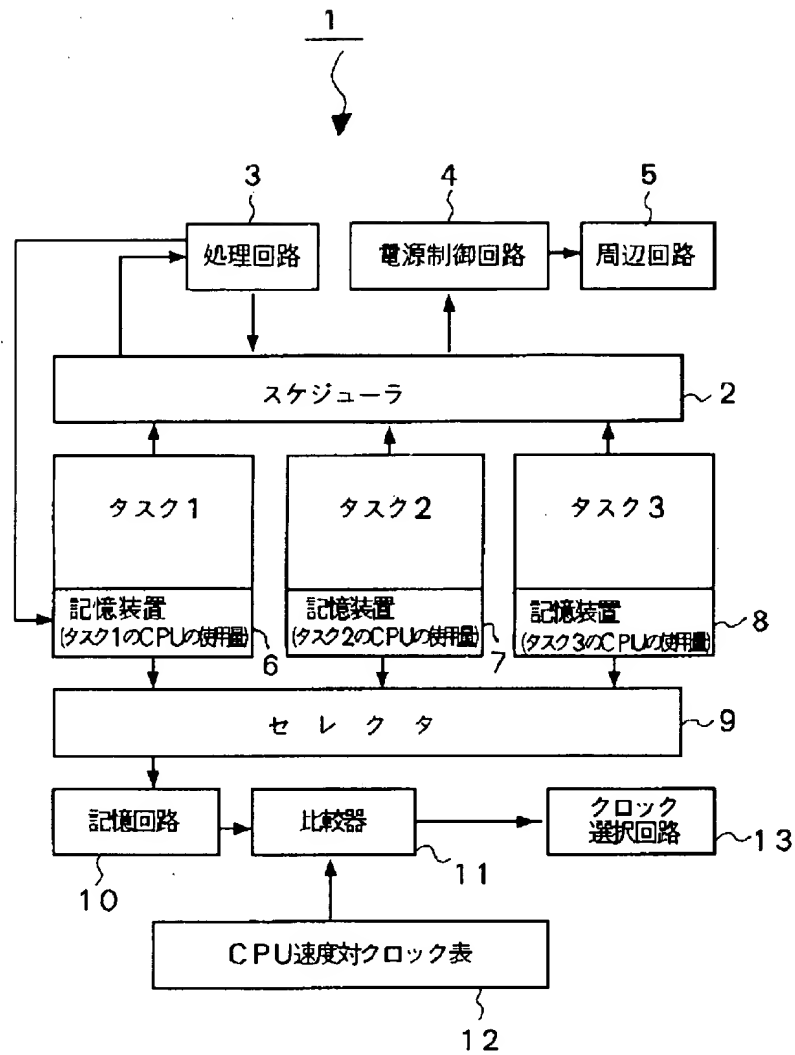 1
3
4
5
処理回路
電源制御回路
周辺回路
スケジューラ
2
タスク1
タスク2
タスク3
記憶装置
(タスク1のCPUの使用量)
6
記憶装置
(タスク2のCPUの使用量)
7
記憶装置
(タスク3のCPUの使用量)
8
セレクタ
9
記憶回路
10
比較器
11
クロック
選択回路
13
CPU速度対クロック表
12